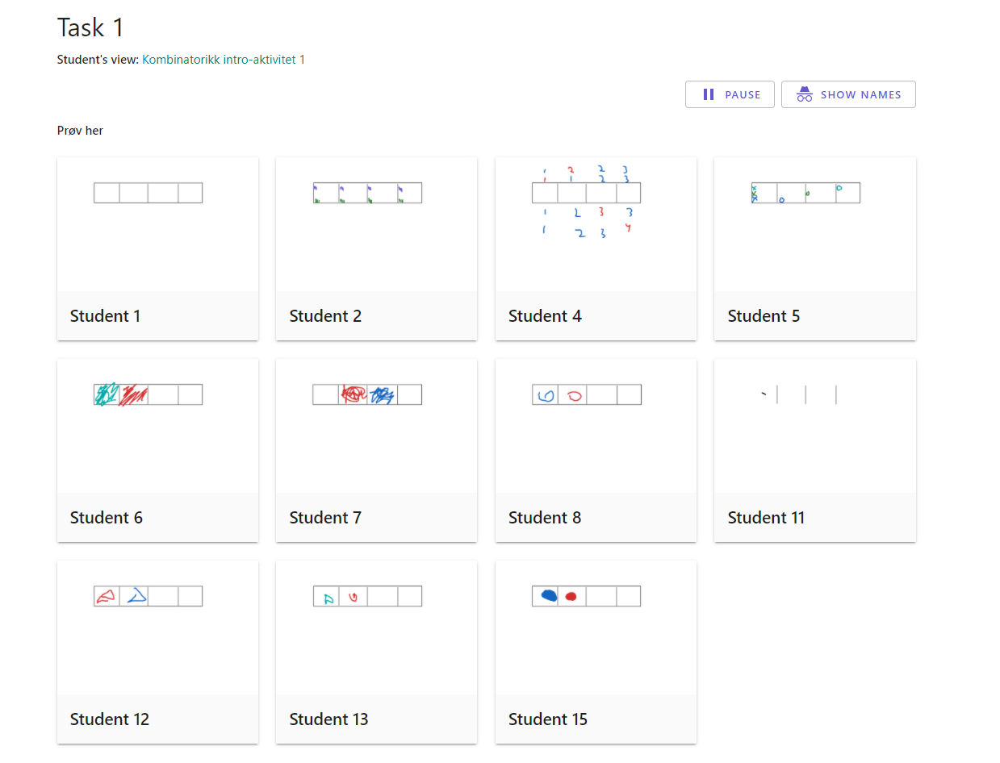 Task 1
Student's view: Kombinatorikk intro-aktivitet 1
PAUSE SHOW NAMES
Prøv her
1 2 2 3
1 1 2 3
1 2 3 3
1 2 3 4
Student 1 Student 2 Student 4 Student 5
Student 6 Student 7 Student 8 Student 11
Student 12 Student 13 Student 15